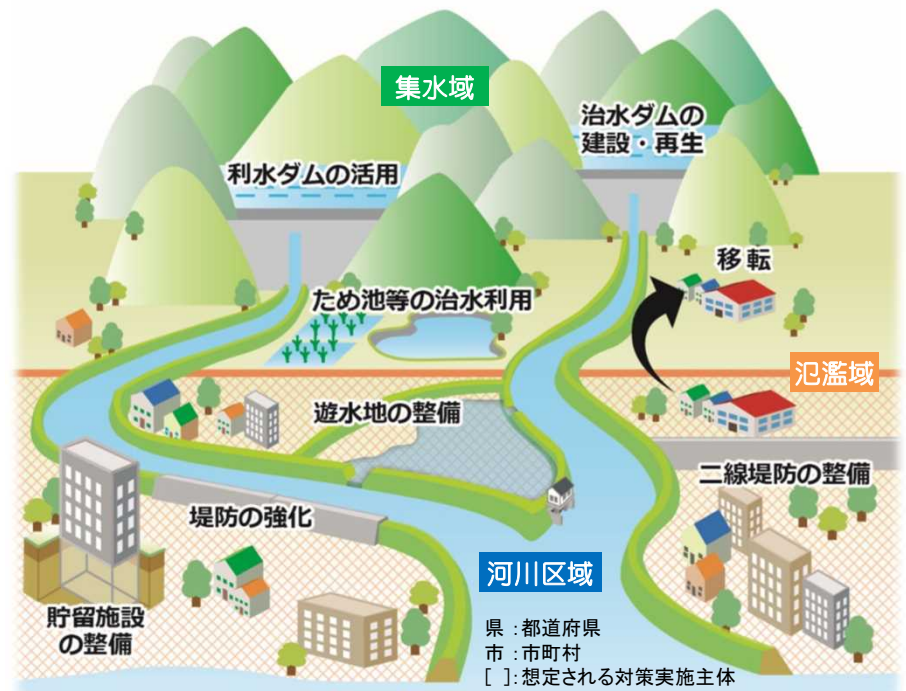 集水域
治水ダムの
建設・再生
利水ダムの活用
移転
ため池等の治水利用
氾濫域
遊水地の整備
二線堤防の整備
堤防の強化
河川区域
貯留施設
の整備
県：都道府県
市：市町村
[ ]：想定される対策実施主体